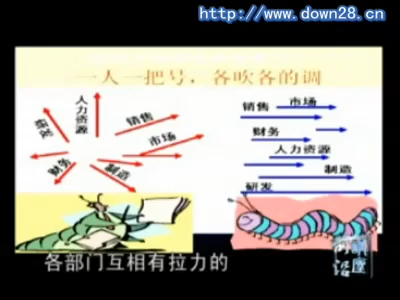 http://www.down28.cn
一人一把号，各吹各的调
研发
人力资源
销售
市场
财务
制造
销售
市场
财务
人力资源
制造
研发
各部门互相有拉力的